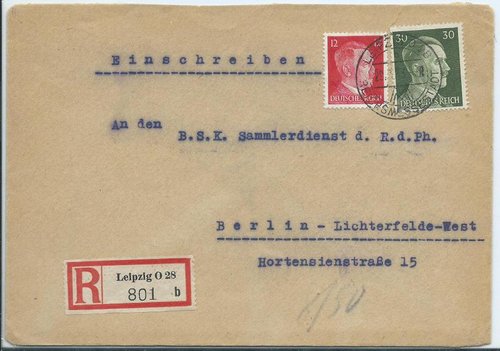 Einschreiben
12
DEUTSCHES REICH
30 30
DEUTSCHES REICH
An den
B.S.K. Sammlerdienst d. R.d.Ph.
Berlin - Lichterfelde-West
Hortensienstraße 15
R
Leipzig O 28
801 b